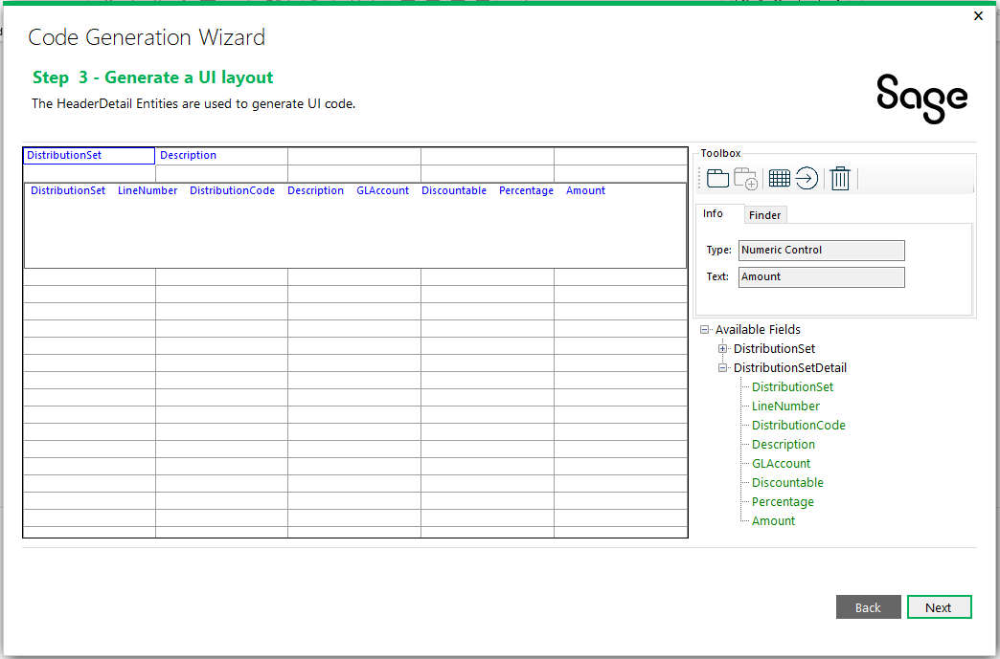 Code Generation Wizard
Step 3 - Generate a UI layout
The HeaderDetail Entities are used to generate UI code.
Sage
DistributionSet Description
DistributionSet LineNumber DistributionCode Description GLAccount Discountable Percentage Amount
Toolbox
Info Finder
Type: Numeric Control
Text: Amount
Available Fields
DistributionSet
DistributionSetDetail
DistributionSet
LineNumber
DistributionCode
Description
GLAccount
Discountable
Percentage
Amount
Back Next